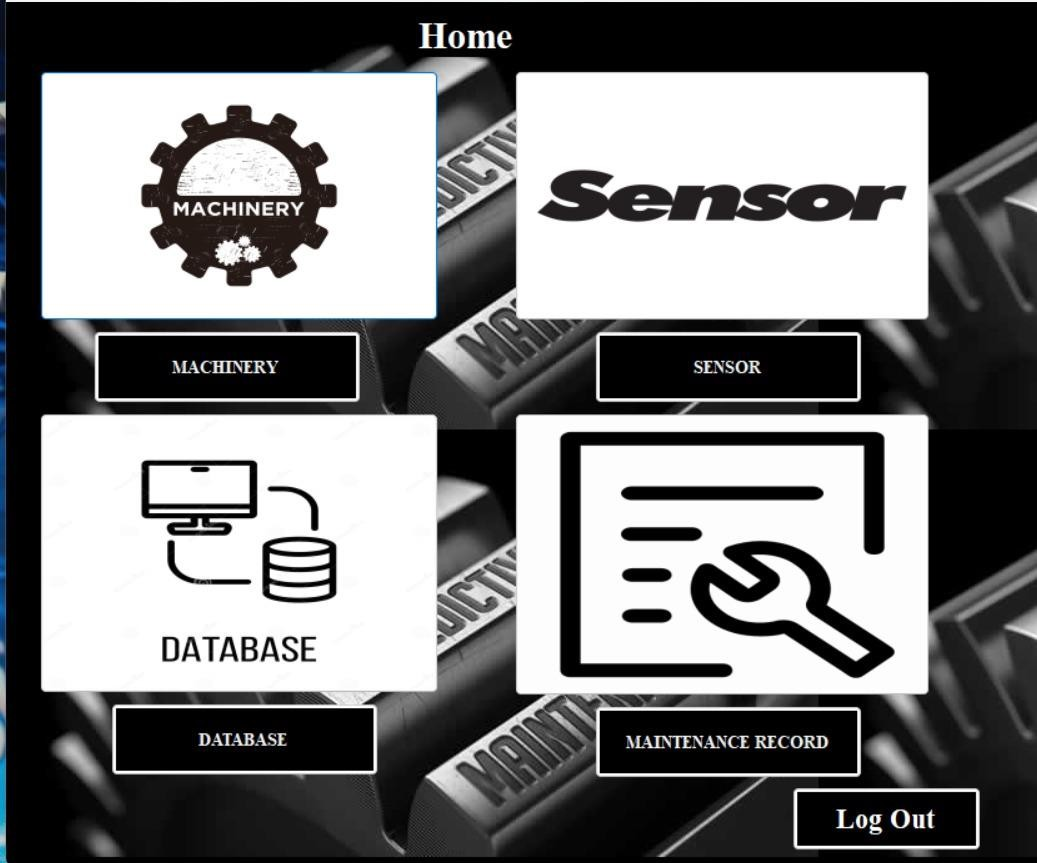 Home
MACHINERY
Sensor
MACHINERY
SENSOR
DATABASE
DATABASE
MAINTENANCE RECORD
Log Out